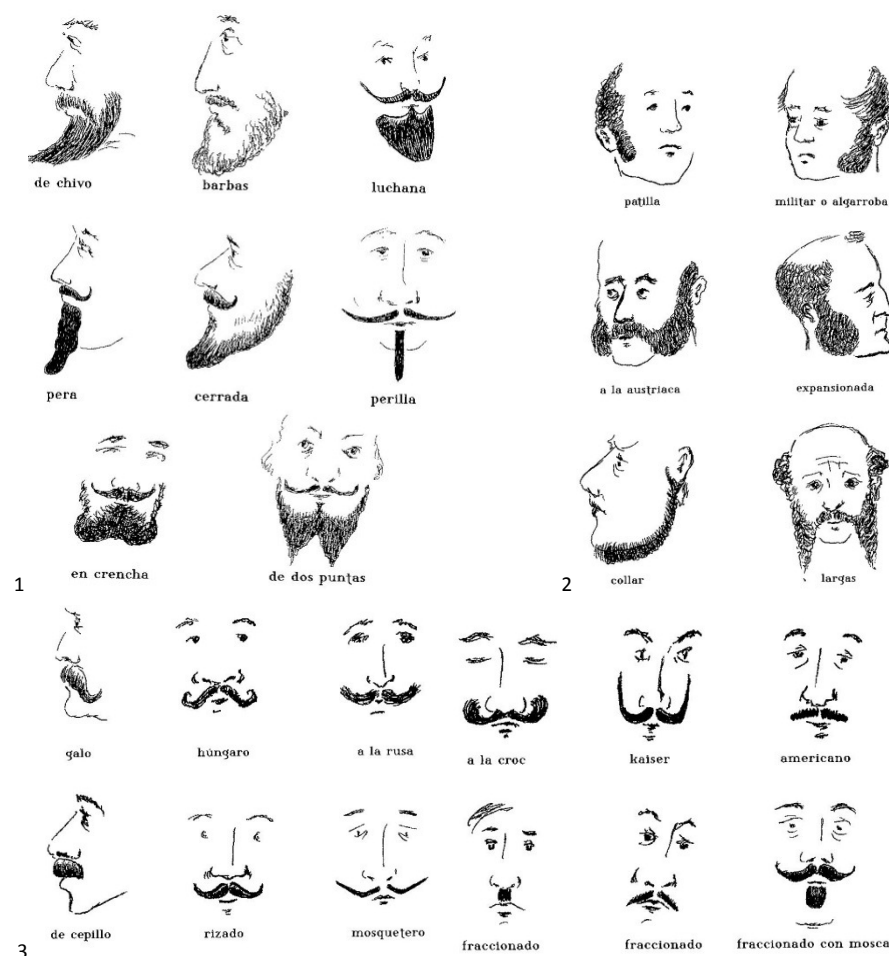 de chivo
barbas
luchana
pera
cerrada
perilla
en crencha
de dos puntas
1
patilla
militar o algarroba
a la austriaca
expansionada
collar
largas
2
galo
húngaro
a la rusa
a la croc
kaiser
americano
de cepillo
rizado
mosquetero
fraccionado
fraccionado
fraccionado con mosca
3